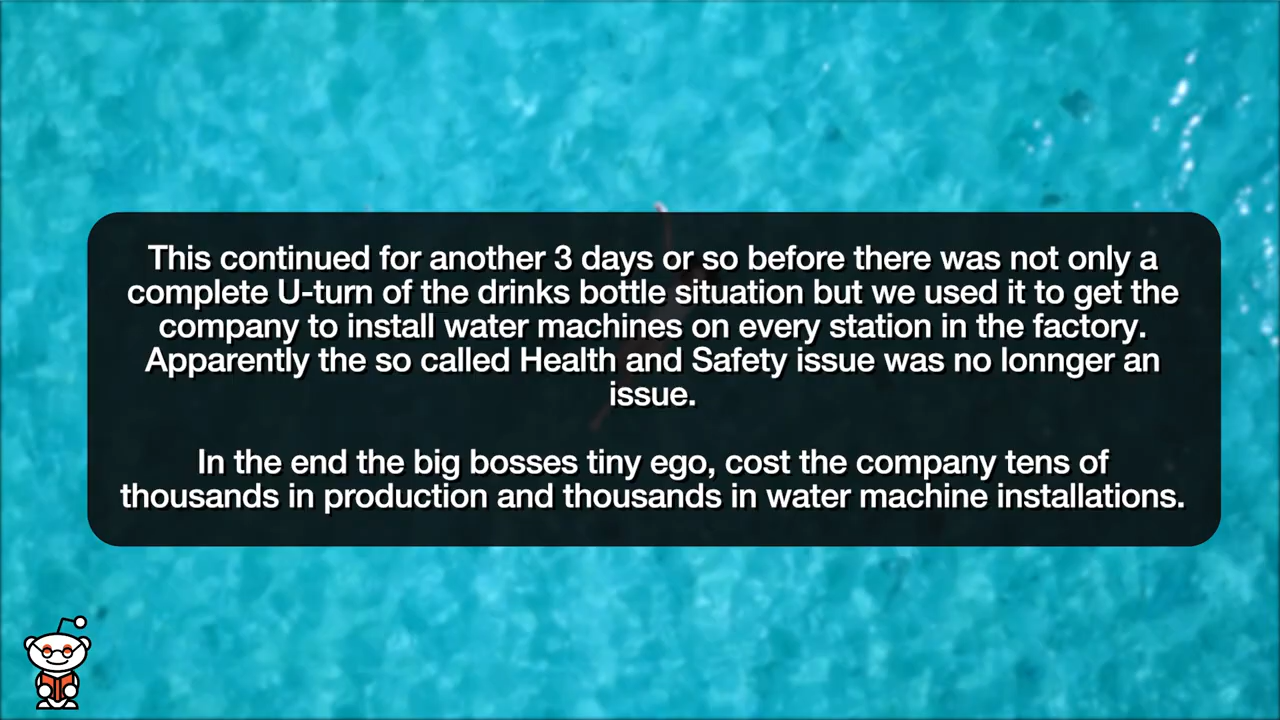 This continued for another 3 days or so before there was not only a
complete U-turn of the drinks bottle situation but we used it to get the
company to install water machines on every station in the factory.
Apparently the so called Health and Safety issue was no lonnger an
issue.
In the end the big bosses tiny ego, cost the company tens of
thousands in production and thousands in water machine installations.